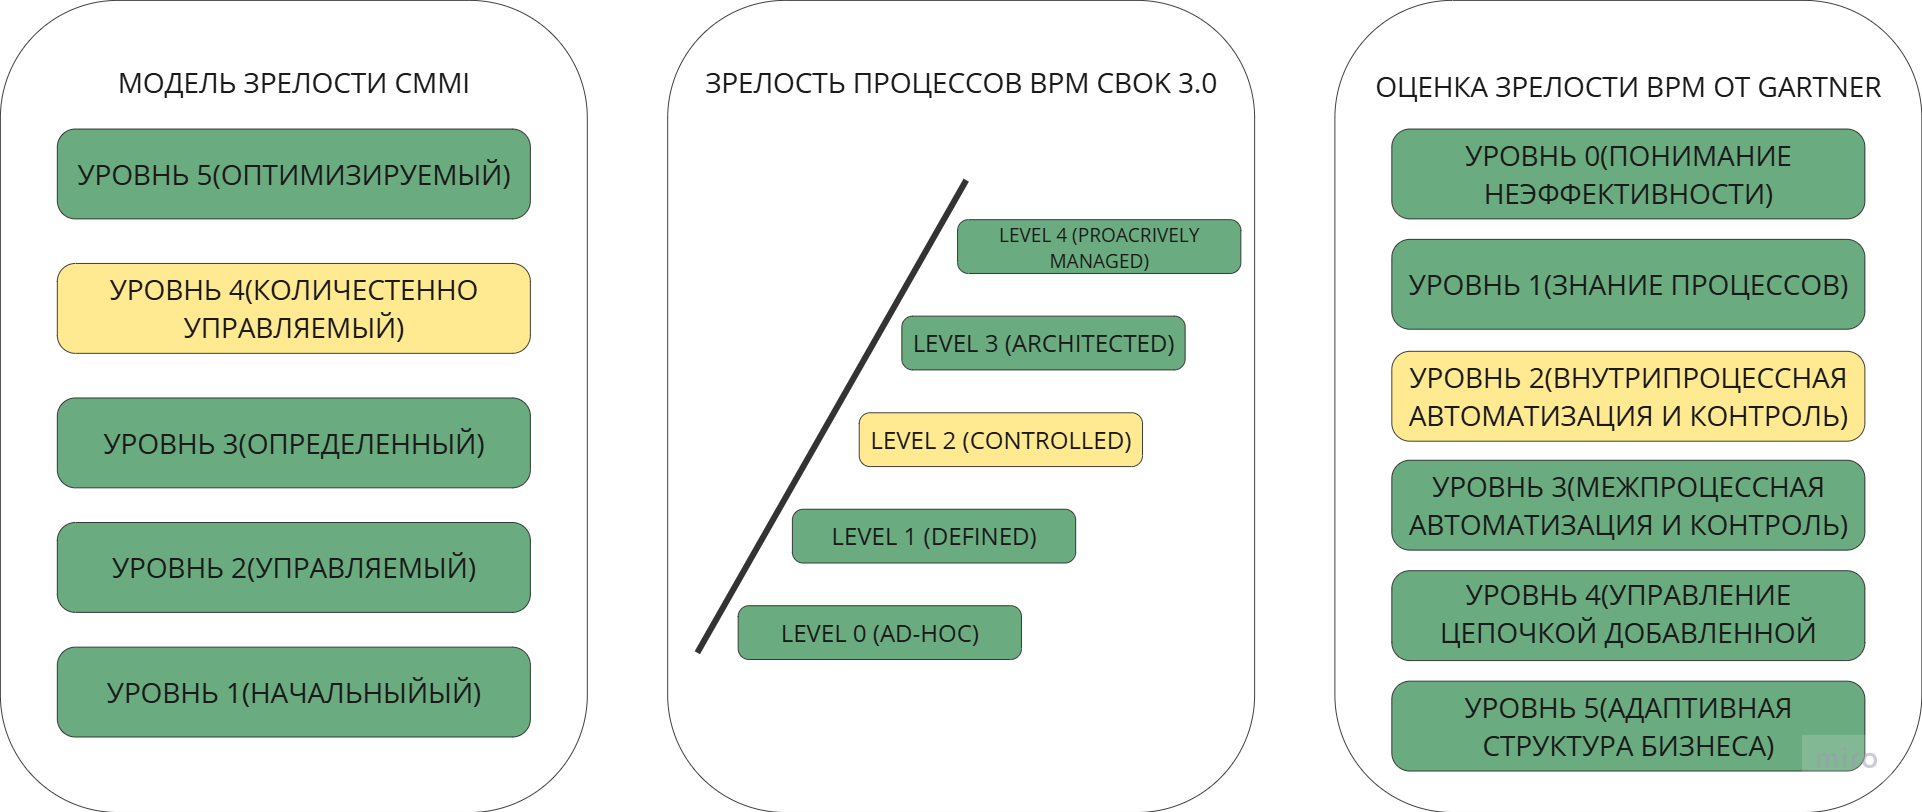 МОДЕЛЬ ЗРЕЛОСТИ CMMI
УРОВНЬ 5(ОПТИМИЗИРУЕМЫЙ)
УРОВНЬ 4(КОЛИЧЕСТЕННО
УПРАВЛЯЕМЫЙ)
УРОВНЬ 3(ОПРЕДЕЛЕННЫЙ)
УРОВНЬ 2(УПРАВЛЯЕМЫЙ)
УРОВНЬ 1(НАЧАЛЬНЫЙЫЙ)
ЗРЕЛОСТЬ ПРОЦЕССОВ BPM CBOK 3.0
LEVEL 4 (PROACRIVELY
MANAGED)
LEVEL 3 (ARCHITECTED)
LEVEL 2 (CONTROLLED)
LEVEL 1 (DEFINED)
LEVEL 0 (AD-HOC)
ОЦЕНКА ЗРЕЛОСТИ BPM ОТ GARTNER
УРОВНЬ 0(ПОНИМАНИЕ
НЕЭФФЕКТИВНОСТИ)
УРОВНЬ 1(ЗНАНИЕ ПРОЦЕССОВ)
УРОВНЬ 2(ВНУТРИПРОЦЕССНАЯ
АВТОМАТИЗАЦИЯ И КОНТРОЛЬ)
УРОВНЬ 3(МЕЖПРОЦЕССНАЯ
АВТОМАТИЗАЦИЯ И КОНТРОЛЬ)
УРОВНЬ 4(УПРАВЛЕНИЕ
ЦЕПОЧКОЙ ДОБАВЛЕННОЙ
УРОВНЬ 5(АДАПТИВНАЯ
СТРУКТУРА БИЗНЕСА)
miro